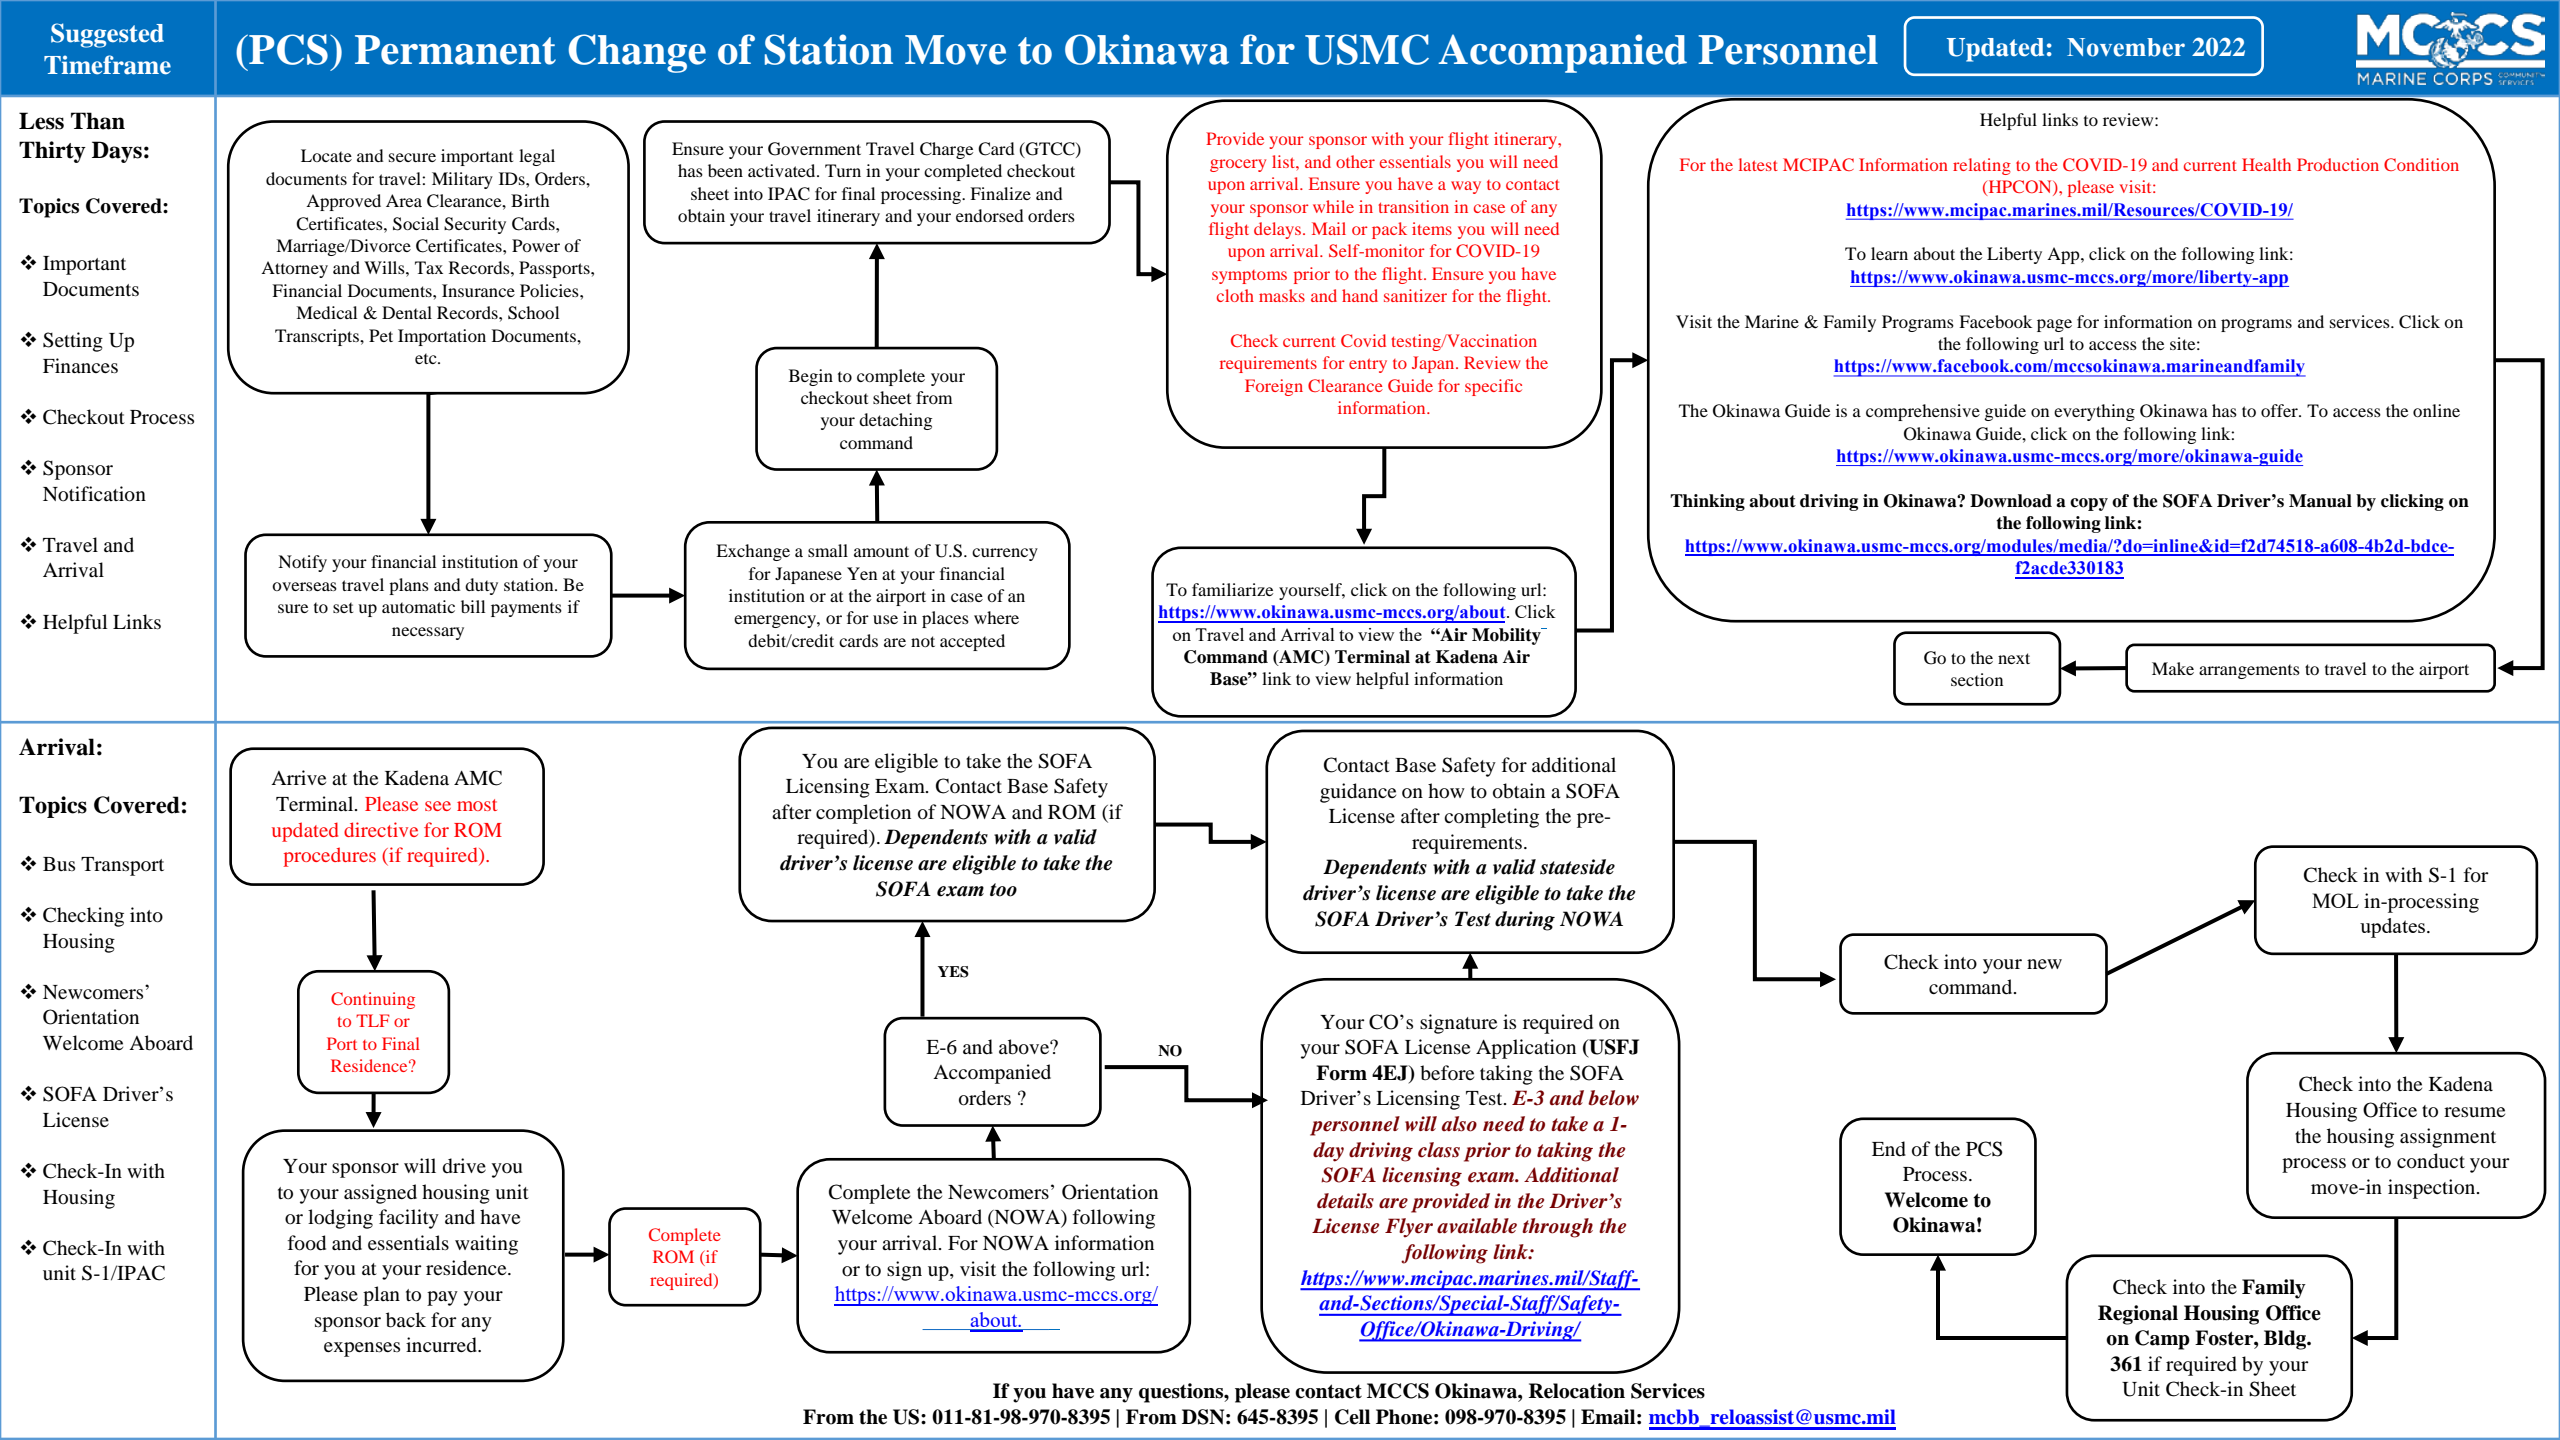 Suggested
Timeframe
(PCS) Permanent Change of Station Move to Okinawa for USMC Accompanied Personnel
Updated: November 2022
MCCS
MARINE CORPS COMMUNITY
SERVICES
Less Than
Thirty Days:
Topics Covered:
❖ Important
Documents
❖ Setting Up
Finances
❖ Checkout Process
❖ Sponsor
Notification
❖ Travel and
Arrival
❖ Helpful Links
Locate and secure important legal
documents for travel: Military IDs, Orders,
Approved Area Clearance, Birth
Certificates, Social Security Cards,
Marriage/Divorce Certificates, Power of
Attorney and Wills, Tax Records, Passports,
Financial Documents, Insurance Policies,
Medical & Dental Records, School
Transcripts, Pet Importation Documents,
etc.
Notify your financial institution of your
overseas travel plans and duty station. Be
sure to set up automatic bill payments if
necessary
Exchange a small amount of U.S. currency
for Japanese Yen at your financial
institution or at the airport in case of an
emergency, or for use in places where
debit/credit cards are not accepted
Begin to complete your
checkout sheet from
your detaching
command
Ensure your Government Travel Charge Card (GTCC)
has been activated. Turn in your completed checkout
sheet into IPAC for final processing. Finalize and
obtain your travel itinerary and your endorsed orders
Provide your sponsor with your flight itinerary,
grocery list, and other essentials you will need
upon arrival. Ensure you have a way to contact
your sponsor while in transition in case of any
flight delays. Mail or pack items you will need
upon arrival. Self-monitor for COVID-19
symptoms prior to the flight. Ensure you have
cloth masks and hand sanitizer for the flight.
Check current Covid testing/Vaccination
requirements for entry to Japan. Review the
Foreign Clearance Guide for specific
information.
To familiarize yourself, click on the following url:
https://www.okinawa.usmc-mccs.org/about. Click
on Travel and Arrival to view the “Air Mobility
Command (AMC) Terminal at Kadena Air
Base” link to view helpful information
Helpful links to review:
For the latest MCIPAC Information relating to the COVID-19 and current Health Production Condition
(HPCON), please visit:
https://www.mcipac.marines.mil/Resources/COVID-19/
To learn about the Liberty App, click on the following link:
https://www.okinawa.usmc-mccs.org/more/liberty-app
Visit the Marine & Family Programs Facebook page for information on programs and services. Click on
the following url to access the site:
https://www.facebook.com/mccsokinawa.marineandfamily
The Okinawa Guide is a comprehensive guide on everything Okinawa has to offer. To access the online
Okinawa Guide, click on the following link:
https://www.okinawa.usmc-mccs.org/more/okinawa-guide
Thinking about driving in Okinawa? Download a copy of the SOFA Driver’s Manual by clicking on
the following link:
https://www.okinawa.usmc-mccs.org/modules/media/?do=inline&id=f2d74518-a608-4b2d-bdce-
f2acde330183
Make arrangements to travel to the airport
Go to the next
section
Arrival:
Topics Covered:
❖ Bus Transport
❖ Checking into
Housing
❖ Newcomers’
Orientation
Welcome Aboard
❖ SOFA Driver’s
License
❖ Check-In with
Housing
❖ Check-In with
unit S-1/IPAC
Arrive at the Kadena AMC
Terminal. Please see most
updated directive for ROM
procedures (if required).
Continuing
to TLF or
Port to Final
Residence?
Your sponsor will drive you
to your assigned housing unit
or lodging facility and have
food and essentials waiting
for you at your residence.
Please plan to pay your
sponsor back for any
expenses incurred.
Complete
ROM (if
required)
Complete the Newcomers’ Orientation
Welcome Aboard (NOWA) following
your arrival. For NOWA information
or to sign up, visit the following url:
https://www.okinawa.usmc-mccs.org/
about.
E-6 and above?
Accompanied
orders ?
YES
NO
You are eligible to take the SOFA
Licensing Exam. Contact Base Safety
after completion of NOWA and ROM (if
required). Dependents with a valid
driver’s license are eligible to take the
SOFA exam too
Your CO’s signature is required on
your SOFA License Application (USFJ
Form 4EJ) before taking the SOFA
Driver’s Licensing Test. E-3 and below
personnel will also need to take a 1-
day driving class prior to taking the
SOFA licensing exam. Additional
details are provided in the Driver’s
License Flyer available through the
following link:
https://www.mcipac.marines.mil/Staff-
and-Sections/Special-Staff/Safety-
Office/Okinawa-Driving/
Contact Base Safety for additional
guidance on how to obtain a SOFA
License after completing the pre-
requirements.
Dependents with a valid stateside
driver’s license are eligible to take the
SOFA Driver’s Test during NOWA
Check into your new
command.
Check in with S-1 for
MOL in-processing
updates.
Check into the Kadena
Housing Office to resume
the housing assignment
process or to conduct your
move-in inspection.
Check into the Family
Regional Housing Office
on Camp Foster, Bldg.
361 if required by your
Unit Check-in Sheet
End of the PCS
Process.
Welcome to
Okinawa!
If you have any questions, please contact MCCS Okinawa, Relocation Services
From the US: 011-81-98-970-8395 | From DSN: 645-8395 | Cell Phone: 098-970-8395 | Email: mcbb_reloassist@usmc.mil